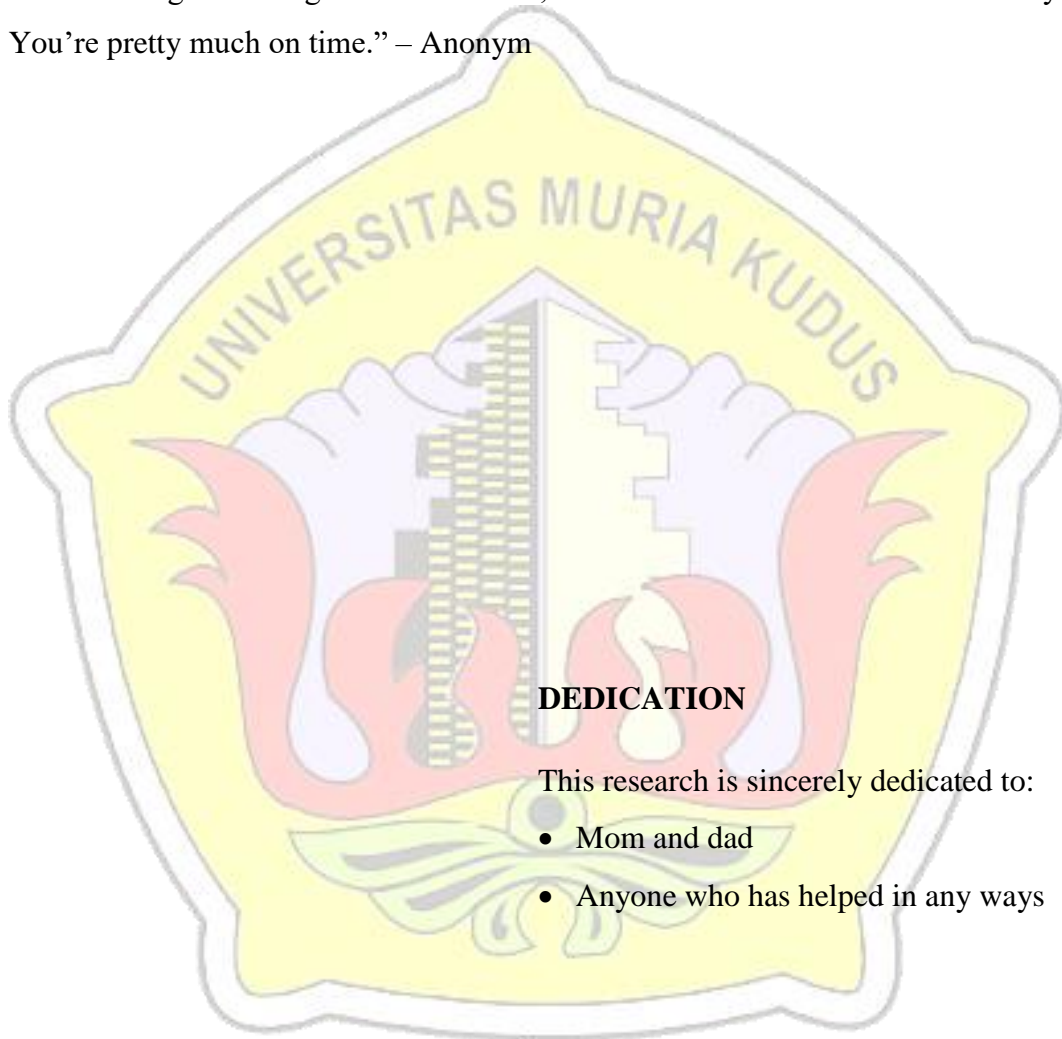 You’re pretty much on time.” – Anonym
UNIVERSITAS MURIA KUDUS
DEDICATION
This research is sincerely dedicated to:
• Mom and dad
• Anyone who has helped in any ways